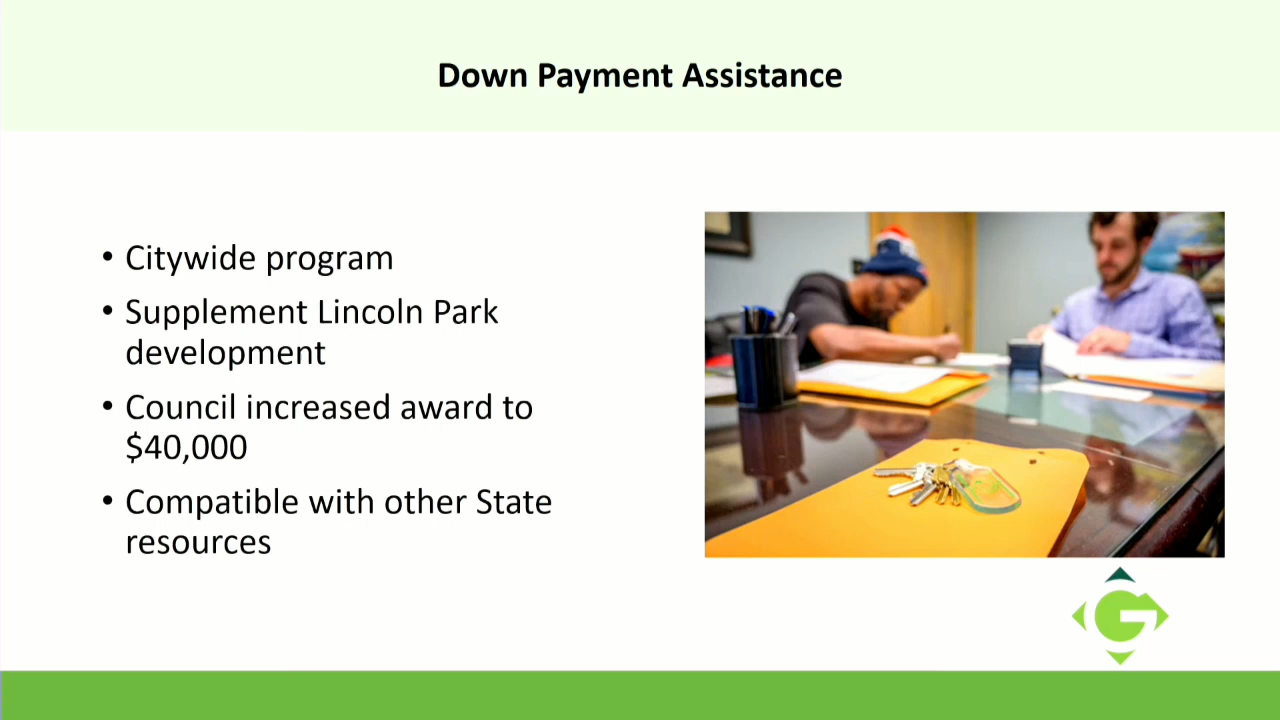 Down Payment Assistance
• Citywide program
• Supplement Lincoln Park
development
• Council increased award to
$40,000
• Compatible with other State
resources
G